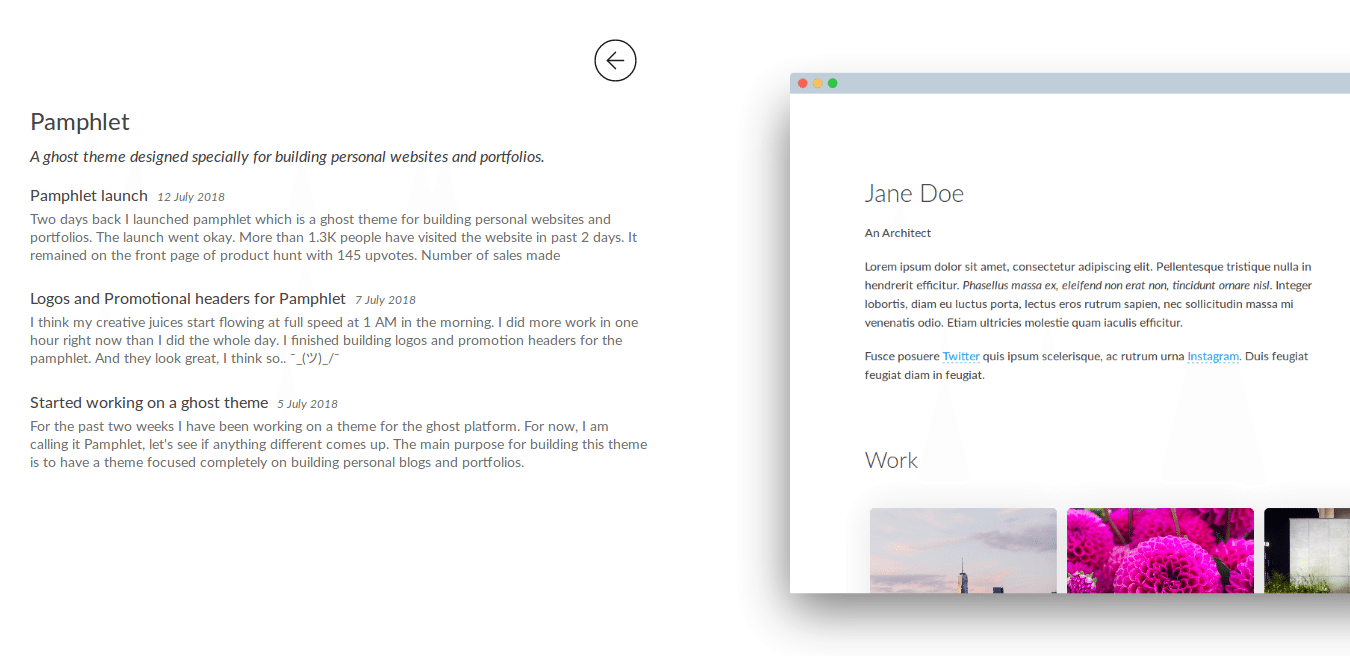 Pamphlet
A ghost theme designed specially for building personal websites and portfolios.
Pamphlet launch 12 July 2018
Two days back I launched pamphlet which is a ghost theme for building personal websites and
portfolios. The launch went okay. More than 1.3K people have visited the website in past 2 days. It
remained on the front page of product hunt with 145 upvotes. Number of sales made
Logos and Promotional headers for Pamphlet 7 July 2018
I think my creative juices start flowing at full speed at 1 AM in the morning. I did more work in one
hour right now than I did the whole day. I finished building logos and promotion headers for the
pamphlet. And they look great, I think so.. ¯_(ツ)_/¯
Started working on a ghost theme 5 July 2018
For the past two weeks I have been working on a theme for the ghost platform. For now, I am
calling it Pamphlet, let's see if anything different comes up. The main purpose for building this theme
is to have a theme focused completely on building personal blogs and portfolios.
Jane Doe
An Architect
Lorem ipsum dolor sit amet, consectetur adipiscing elit. Pellentesque tristique nulla in
hendrerit efficitur. Phasellus massa ex, eleifend non erat non, tincidunt ornare nisl. Integer
lobortis, diam eu luctus porta, lectus eros rutrum sapien, nec sollicitudin massa mi
venenatis odio. Etiam ultricies molestie quam iaculis efficitur.
Fusce posuere Twitter quis ipsum scelerisque, ac rutrum urna Instagram. Duis feugiat
feugiat diam in feugiat.
Work